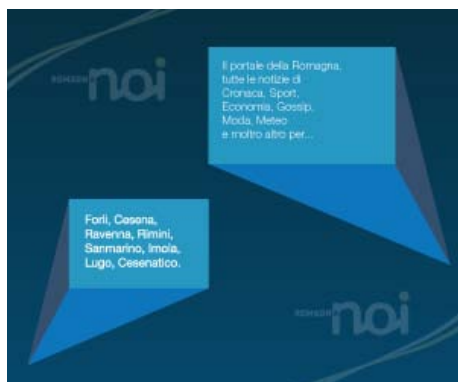 noi
Il portale della Romagna,
tutte le notizie di
Cronaca, Sport,
Economia, Gossip,
Moda, Meteo
e moltro altro per...
Forlì, Cesena,
Ravenna, Rimini,
Sanmarino, Imola,
Lugo, Cesenatico.
noi